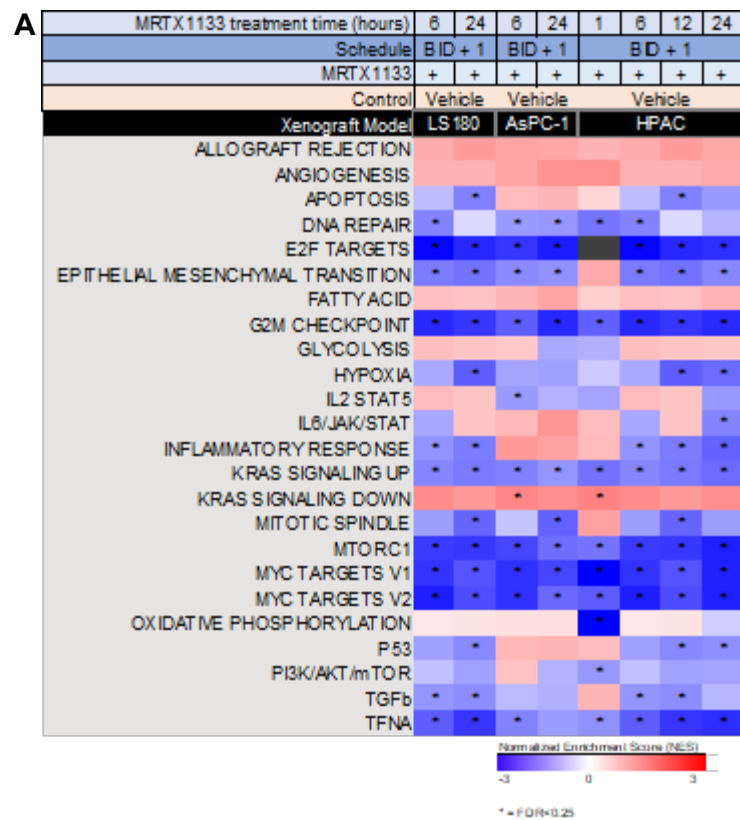 A
MRTX1133 treatment time (hours) 6 24 6 24 1 6 12 24
Schedule BID + 1 BID + 1 BID + 1
MRTX1133 + + + + + + + +
Control Vehicle Vehicle Vehicle
Xenograft Model LS180 AsPC-1 HPAC
ALLOGRAFT REJECTION
ANGIOGENESIS
APOPTOSIS * *
DNA REPAIR * * * * *
E2F TARGETS * * * * * * *
EPITHELIAL MESENCHYMAL TRANSITION * * * * * * *
FATTY ACID
G2M CHECKPOINT * * * * * * * *
GLYCOLYSIS
HYPOXIA * * *
IL2 STAT5 *
IL6/JAK/STAT *
INFLAMMATORY RESPONSE * * * * *
KRAS SIGNALING UP * * * * * * * *
KRAS SIGNALING DOWN * *
MITOTIC SPINDLE * * *
MTORC1 * * * * * * * *
MYC TARGETS V1 * * * * * * * *
MYC TARGETS V2 * * * * * * * *
OXIDATIVE PHOSPHORYLATION *
P53 * * *
PI3K/AKT/mTOR *
TGFb * * * *
TFNA * * * * * * * 
Normalized Enrichment Score (NES)
-3 0 3
* = FDR<0.25